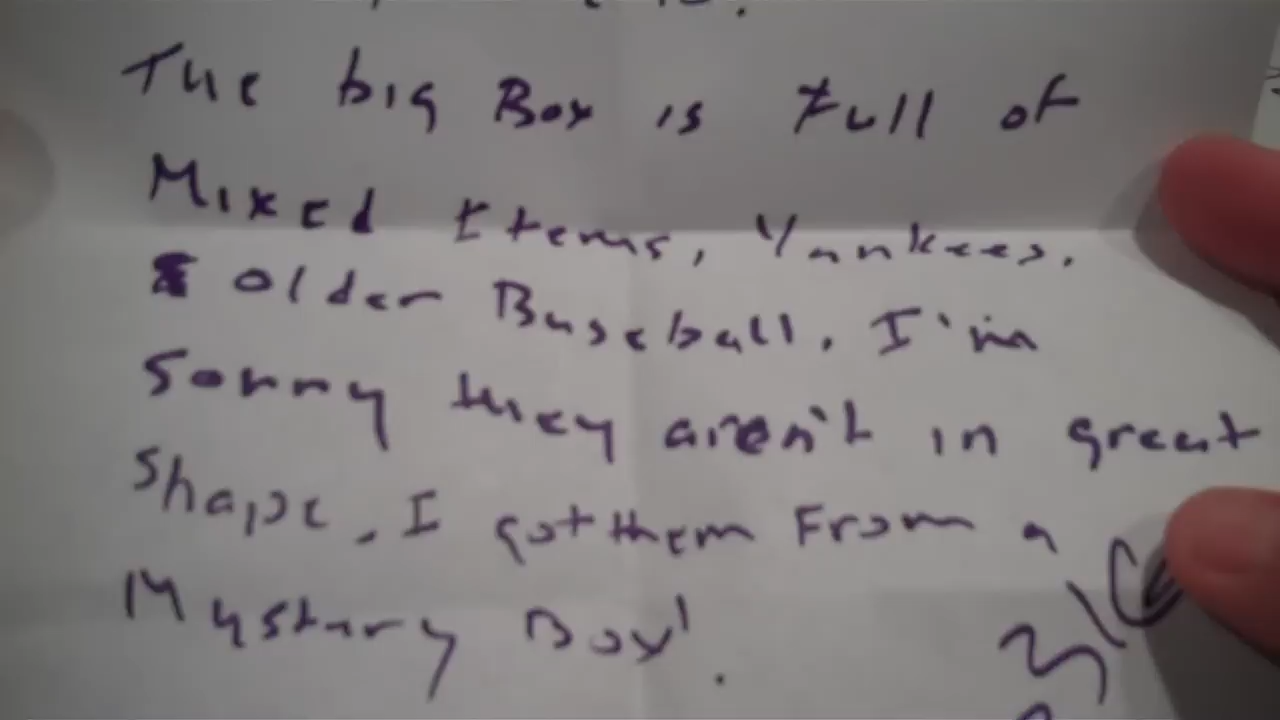 The big Box is Full of
Mixed Items, Yankees.
older Baseball. I'm
Sorry they aren't in great
Shape. I got them From a
Mystary Box!